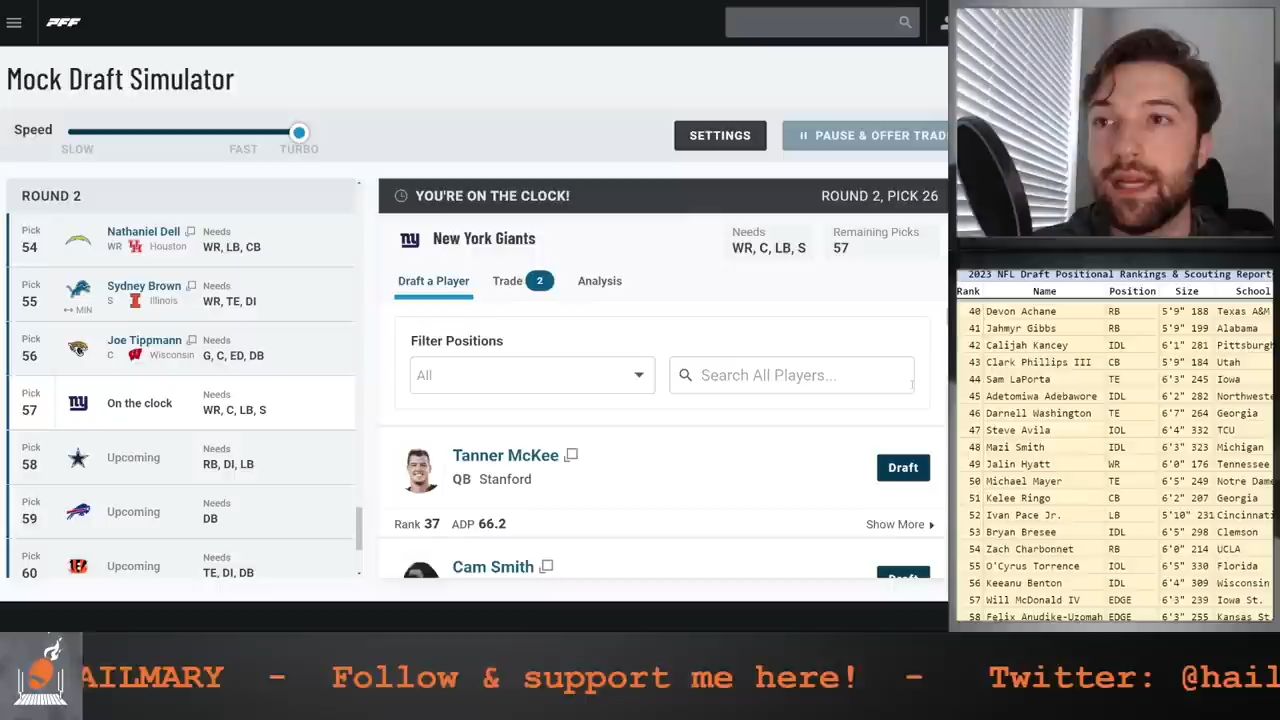 PFF
Mock Draft Simulator
Speed
SLOW FAST TURBO
SETTINGS
PAUSE & OFFER TRAD
ROUND 2
Pick 54 Nathaniel Dell WR Houston Needs WR, LB, CB
Pick 55 Sydney Brown S Illinois Needs WR, TE, DI
↔ MIN
Pick 56 Joe Tippmann C Wisconsin Needs G, C, ED, DB
Pick 57 On the clock Needs WR, C, LB, S
Pick 58 Upcoming Needs RB, DI, LB
Pick 59 Upcoming Needs DB
Pick 60 Upcoming Needs TE, DI, DB
YOU'RE ON THE CLOCK! ROUND 2, PICK 26
ny New York Giants
Needs WR, C, LB, S
Remaining Picks 57
Draft a Player Trade 2 Analysis
Filter Positions
All
Search All Players...
Tanner McKee
QB Stanford
Draft
Rank 37 ADP 66.2 Show More
Cam Smith
Draft
2023 NFL Draft Positional Rankings & Scouting Report
Rank Name Position Size School
40 Devon Achane RB 5'9" 188 Texas A&M
41 Jahmyr Gibbs RB 5'9" 199 Alabama
42 Calijah Kancey IDL 6'1" 281 Pittsburgh
43 Clark Phillips III CB 5'9" 184 Utah
44 Sam LaPorta TE 6'3" 245 Iowa
45 Adetomiwa Adebawore IDL 6'2" 282 Northweste
46 Darnell Washington TE 6'7" 264 Georgia
47 Steve Avila IOL 6'4" 332 TCU
48 Mazi Smith IDL 6'3" 323 Michigan
49 Jalin Hyatt WR 6'0" 176 Tennessee
50 Michael Mayer TE 6'5" 249 Notre Dame
51 Kelee Ringo CB 6'2" 207 Georgia
52 Ivan Pace Jr. LB 5'10" 231 Cincinnati
53 Bryan Bresee IDL 6'5" 298 Clemson
54 Zach Charbonnet RB 6'0" 214 UCLA
55 O'Cyrus Torrence IOL 6'5" 330 Florida
56 Keeanu Benton IDL 6'4" 309 Wisconsin
57 Will McDonald IV EDGE 6'3" 239 Iowa St.
58 Felix Anudike-Uzomah EDGE 6'3" 255 Kansas St.
AILMARY - Follow & support me here! - Twitter: @hail